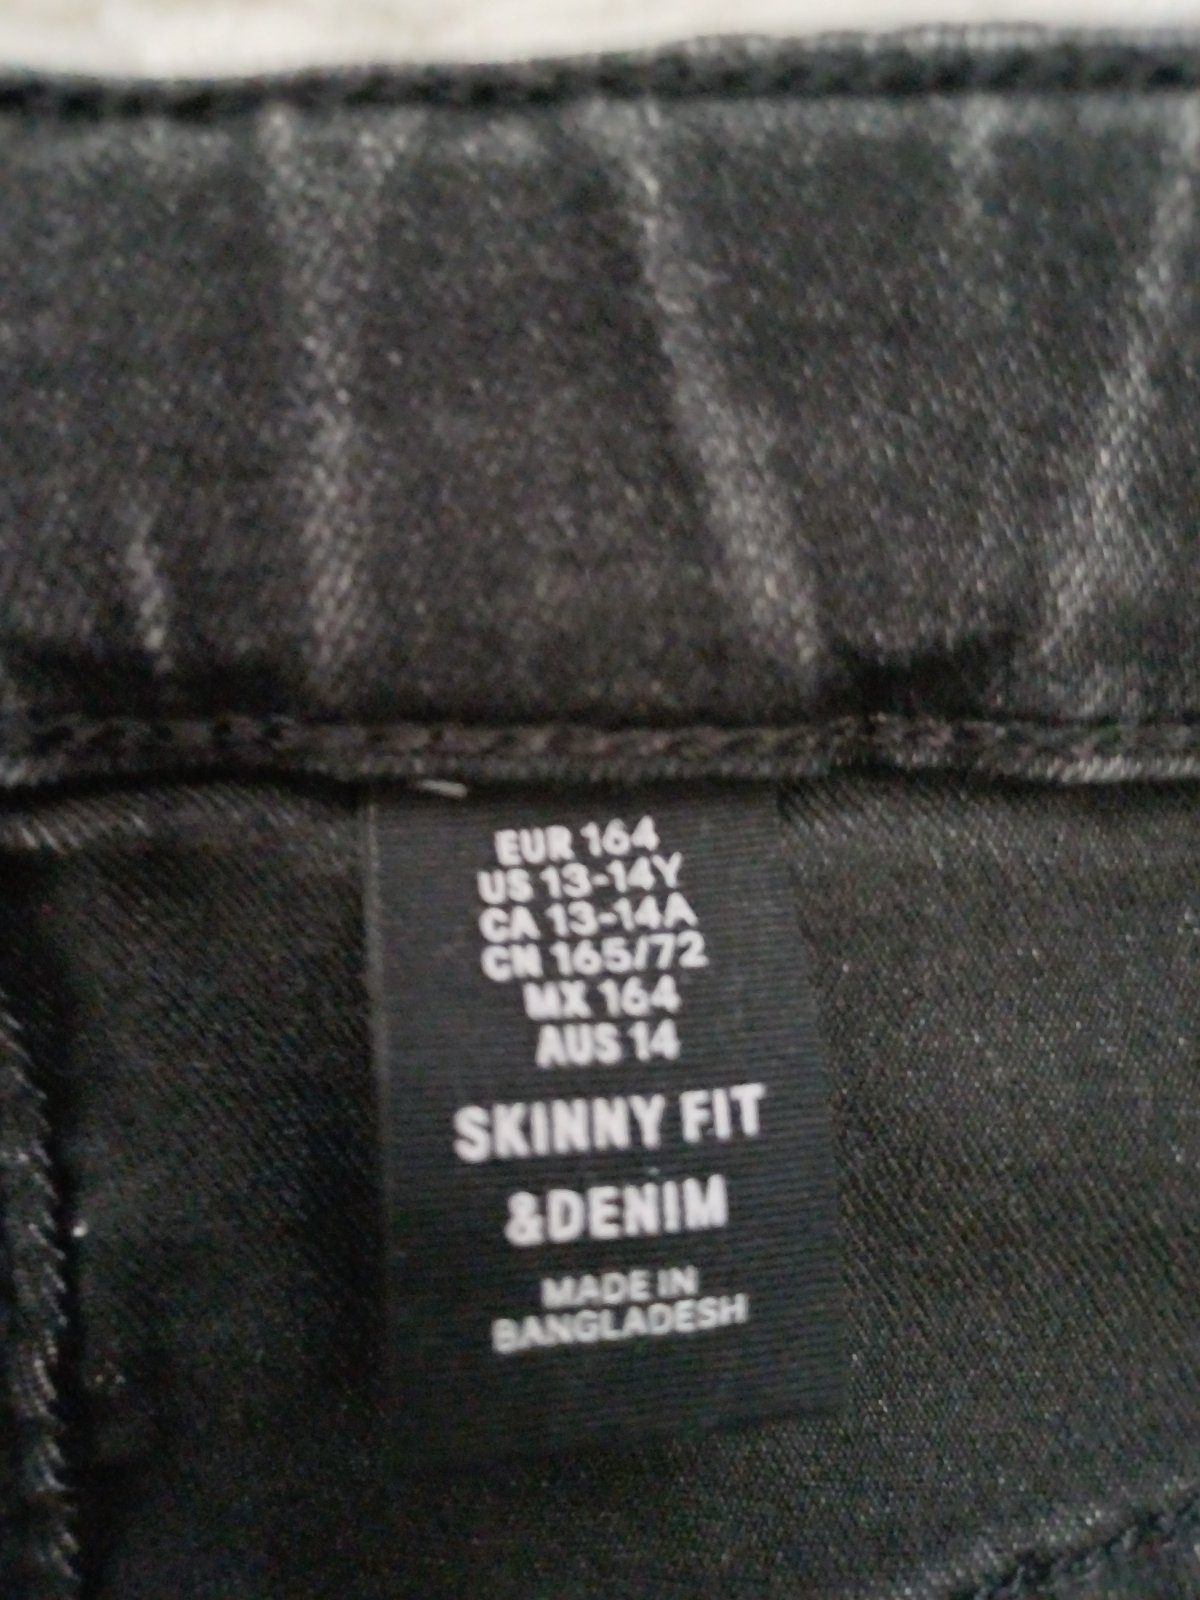 EUR 164
US 13-14Y
CA 13-14A
CN 165/72
MX 164
AUS 14
SKINNY FIT
&DENIM
MADE IN
BANGLADESH